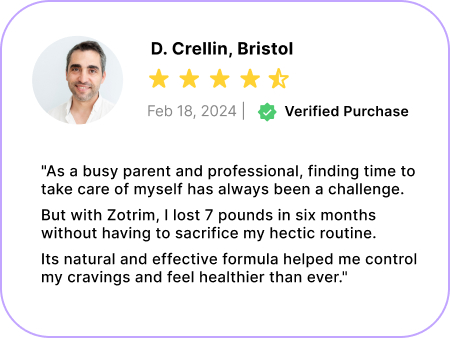 D. Crellin, Bristol
Feb 18, 2024 | Verified Purchase
"As a busy parent and professional, finding time to
take care of myself has always been a challenge.
But with Zotrim, I lost 7 pounds in six months
without having to sacrifice my hectic routine.
Its natural and effective formula helped me control
my cravings and feel healthier than ever."